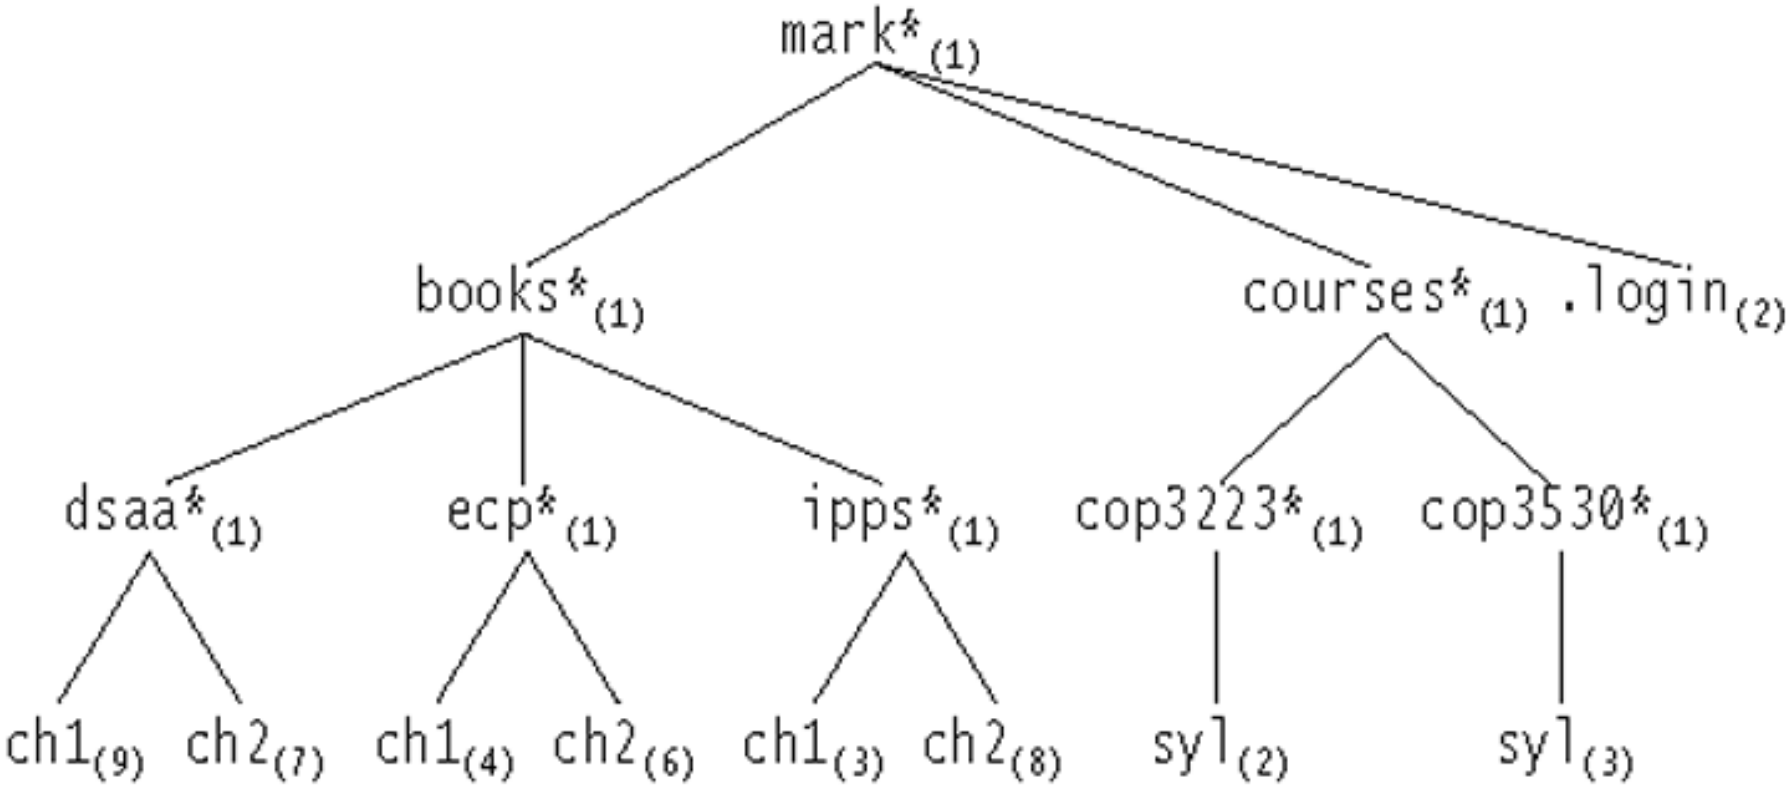 mark*(1)
books*(1) courses*(1) .login(2)
dsaa*(1) ecp*(1) ipps*(1) cop3223*(1) cop3530*(1)
ch1(9) ch2(7) ch1(4) ch2(6) ch1(3) ch2(8) syl(2) syl(3)